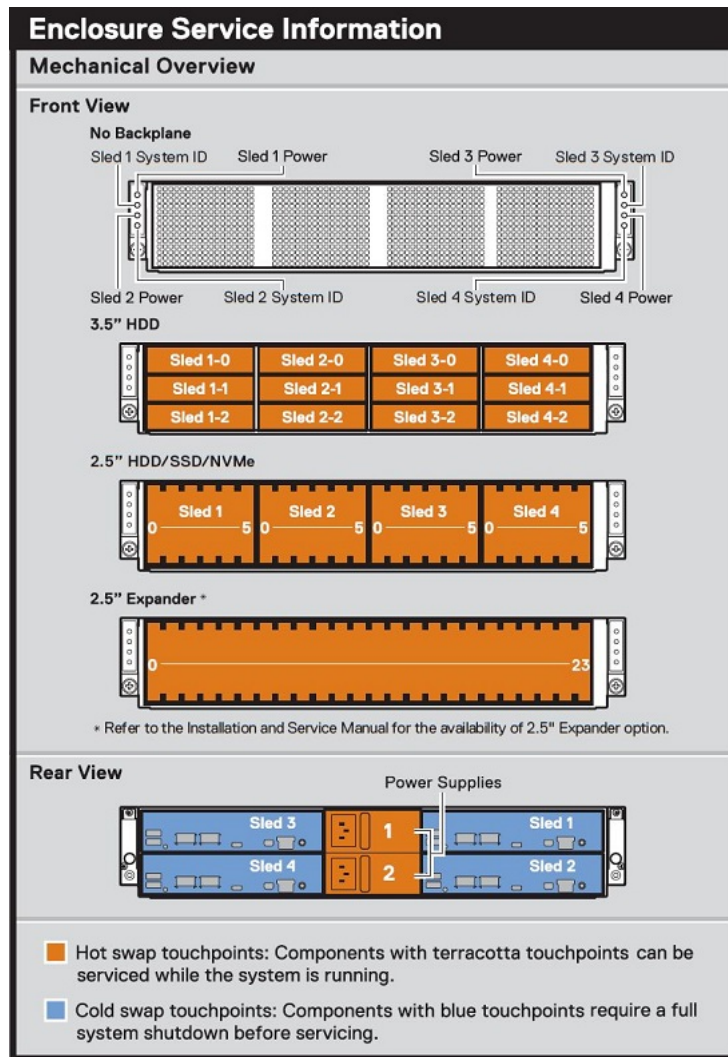 Enclosure Service Information
Mechanical Overview
Front View
No Backplane
Sled 1 System ID Sled 1 Power Sled 3 Power Sled 3 System ID
Sled 2 Power Sled 2 System ID Sled 4 System ID Sled 4 Power
3.5" HDD
Sled 1-0 Sled 2-0 Sled 3-0 Sled 4-0
Sled 1-1 Sled 2-1 Sled 3-1 Sled 4-1
Sled 1-2 Sled 2-2 Sled 3-2 Sled 4-2
2.5" HDD/SSD/NVMe
Sled 1 Sled 2 Sled 3 Sled 4
0 5 0 5 0 5 0 5
2.5" Expander *
0 23
* Refer to the Installation and Service Manual for the availability of 2.5" Expander option.
Rear View
Power Supplies
Sled 3 1 Sled 1
Sled 4 2 Sled 2
Hot swap touchpoints: Components with terracotta touchpoints can be
serviced while the system is running.
Cold swap touchpoints: Components with blue touchpoints require a full
system shutdown before servicing.